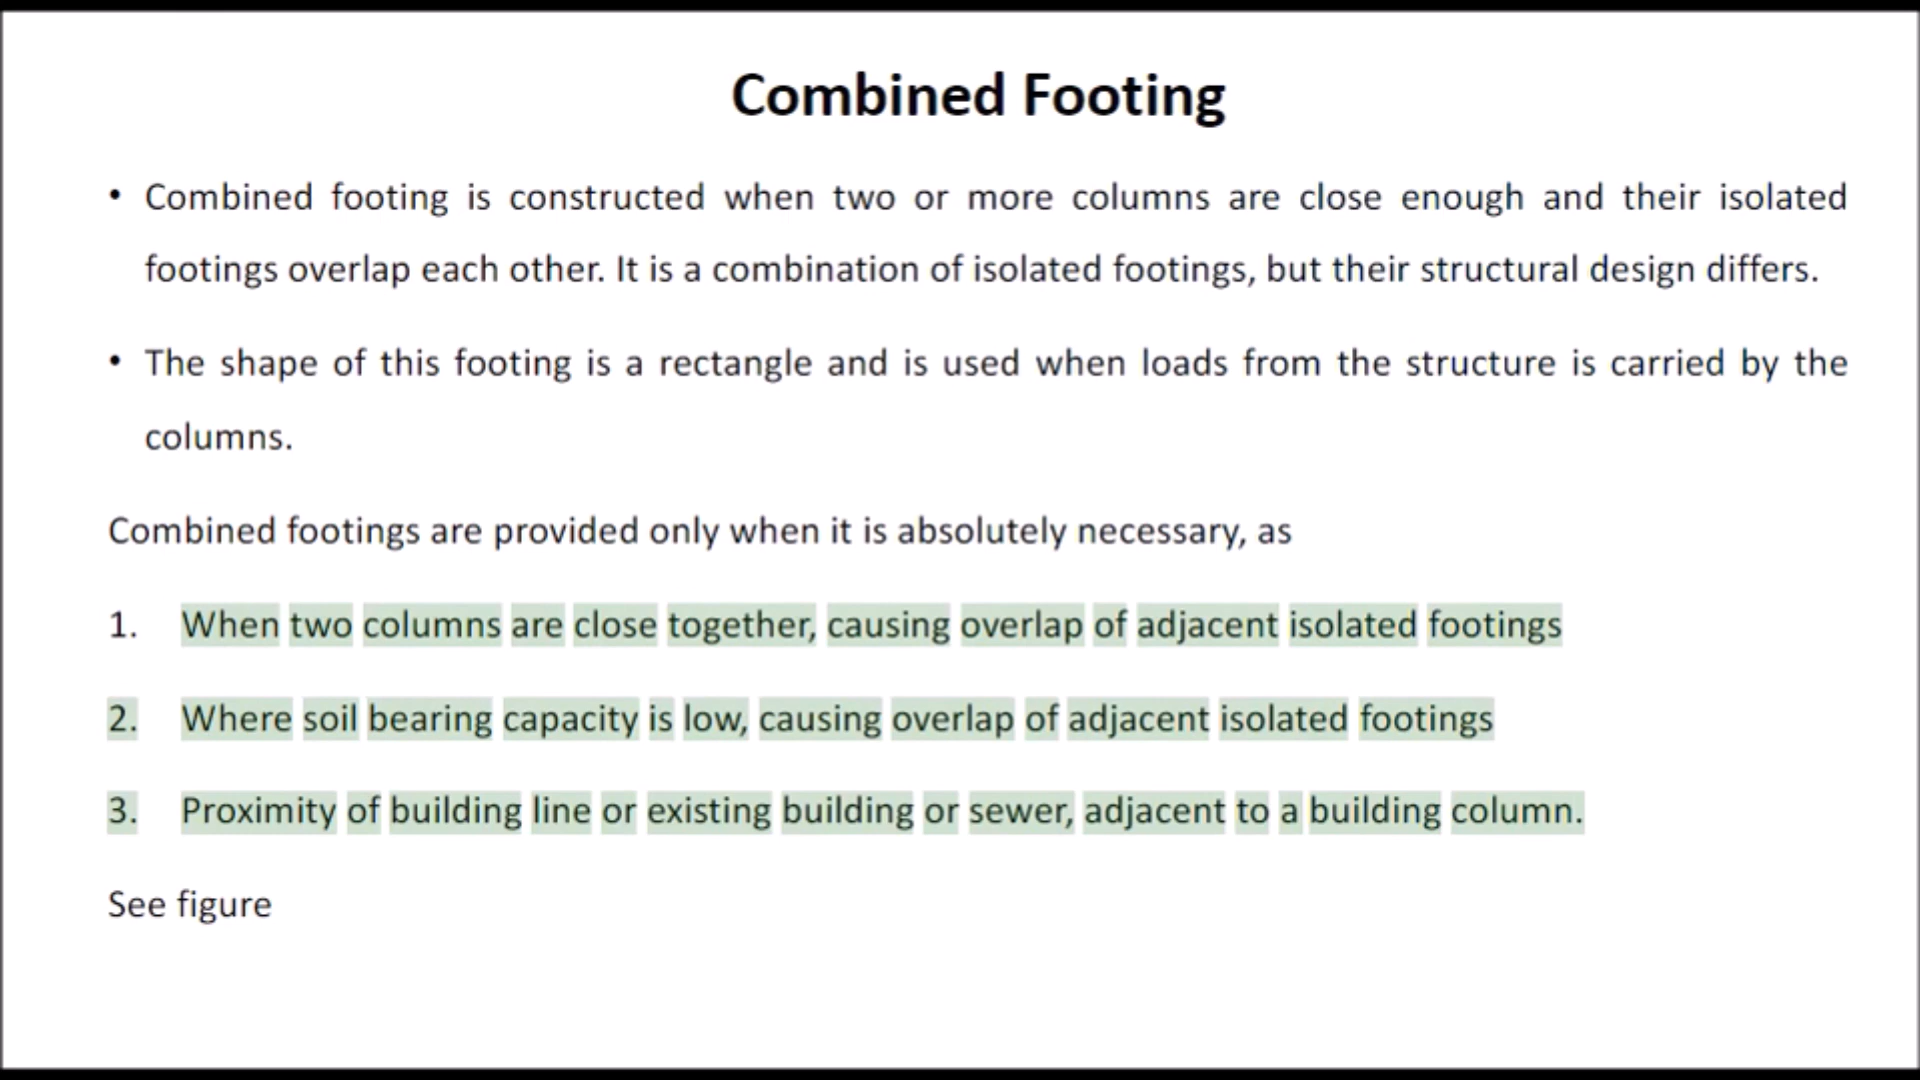 Combined Footing
• Combined footing is constructed when two or more columns are close enough and their isolated
footings overlap each other. It is a combination of isolated footings, but their structural design differs.
• The shape of this footing is a rectangle and is used when loads from the structure is carried by the
columns.
Combined footings are provided only when it is absolutely necessary, as
1. When two columns are close together, causing overlap of adjacent isolated footings
2. Where soil bearing capacity is low, causing overlap of adjacent isolated footings
3. Proximity of building line or existing building or sewer, adjacent to a building column.
See figure